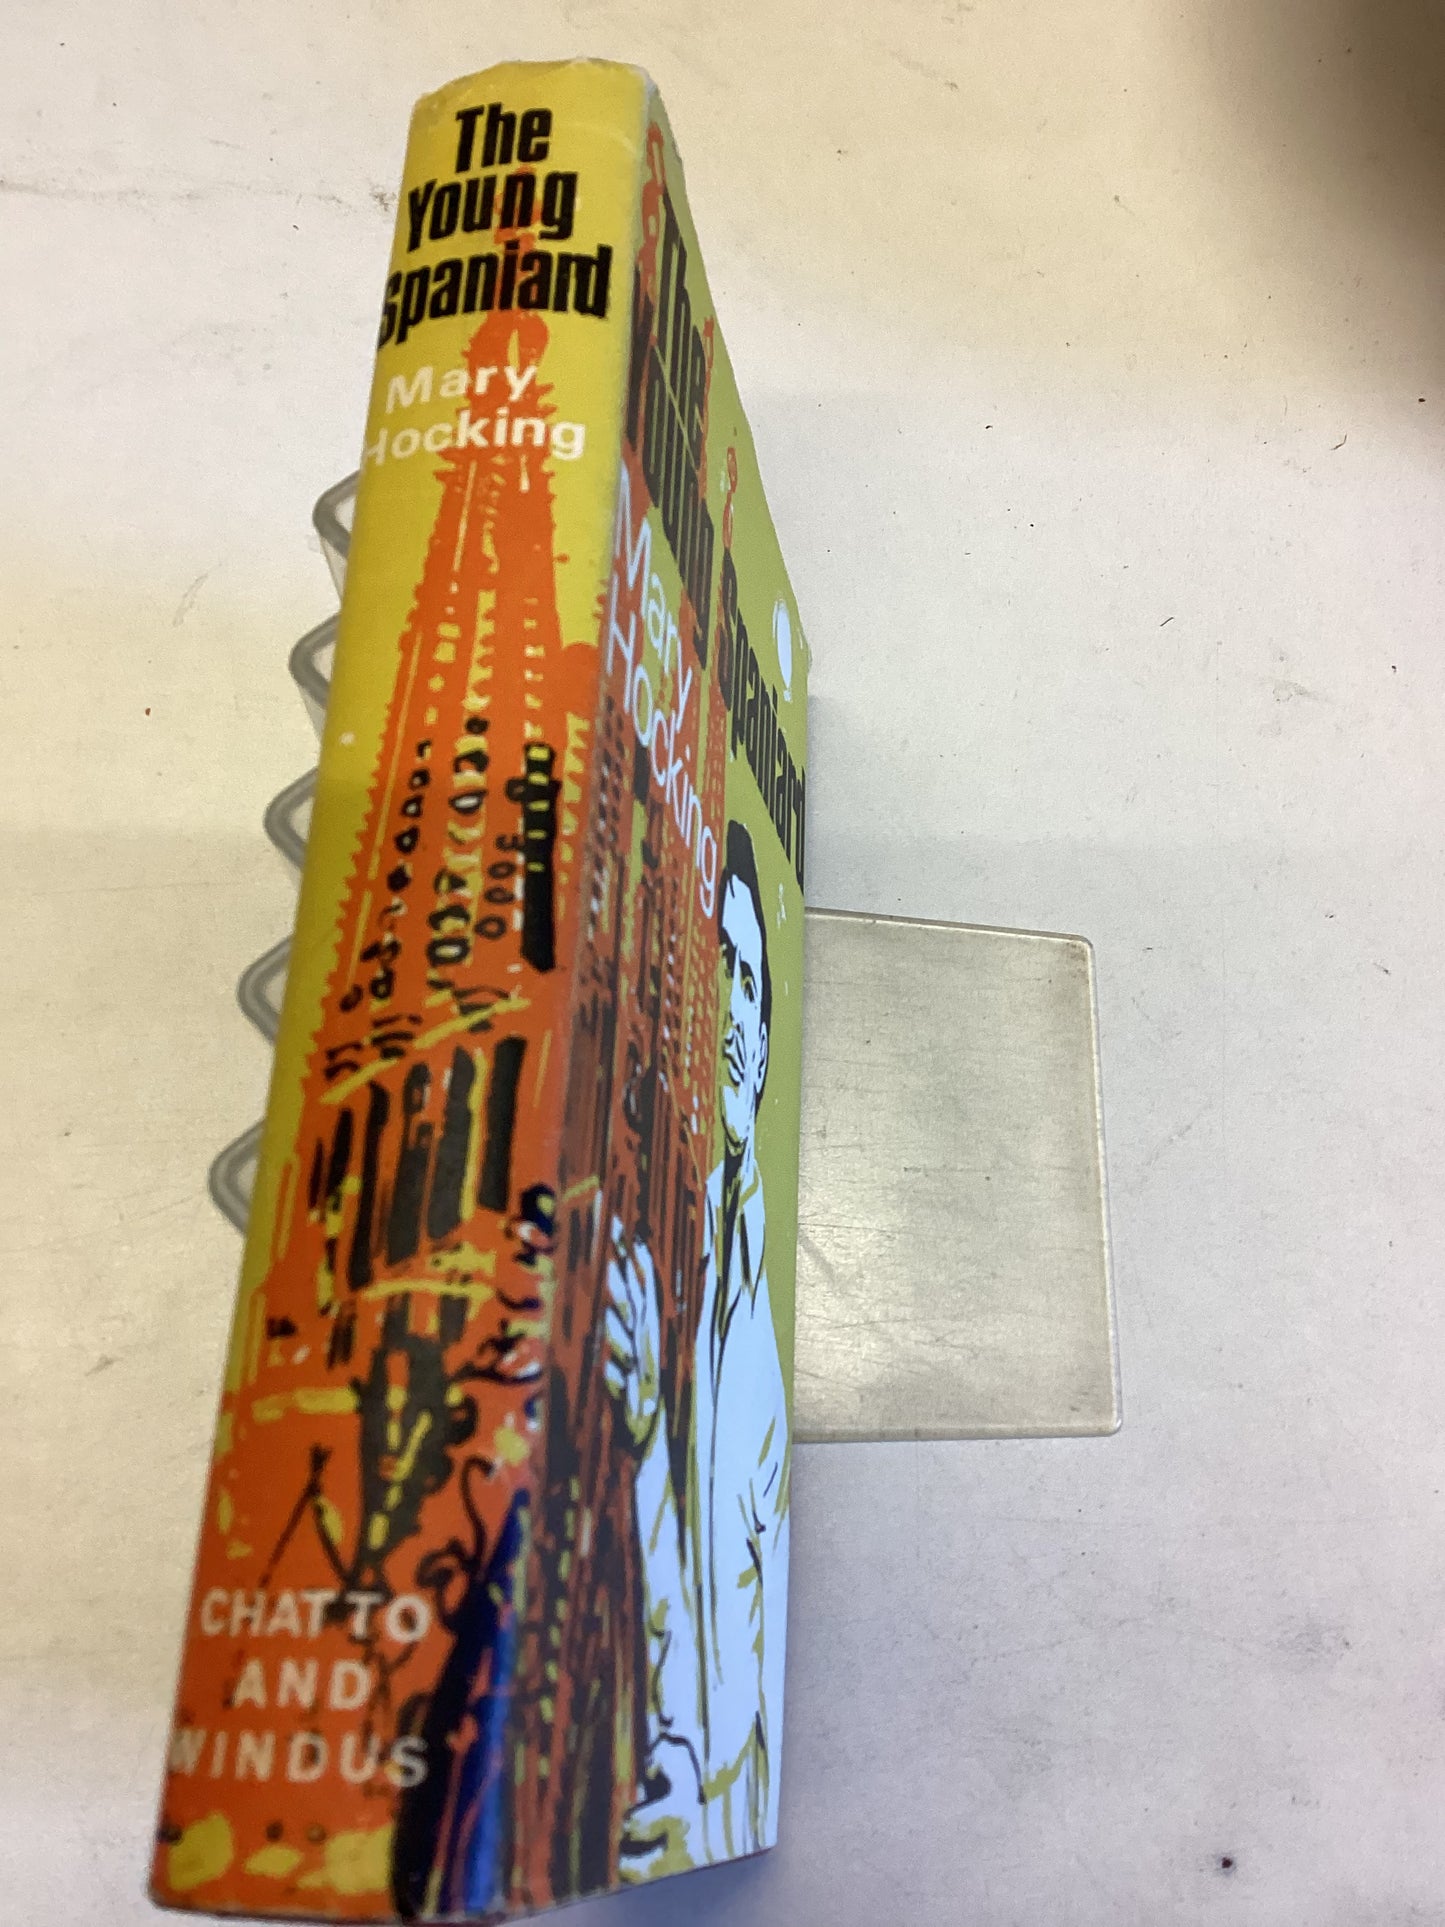 The
Young
Spaniard
Mary
Hocking
CHATTO
AND
WINDUS
The
Young
Spaniard
Mary
Hocking